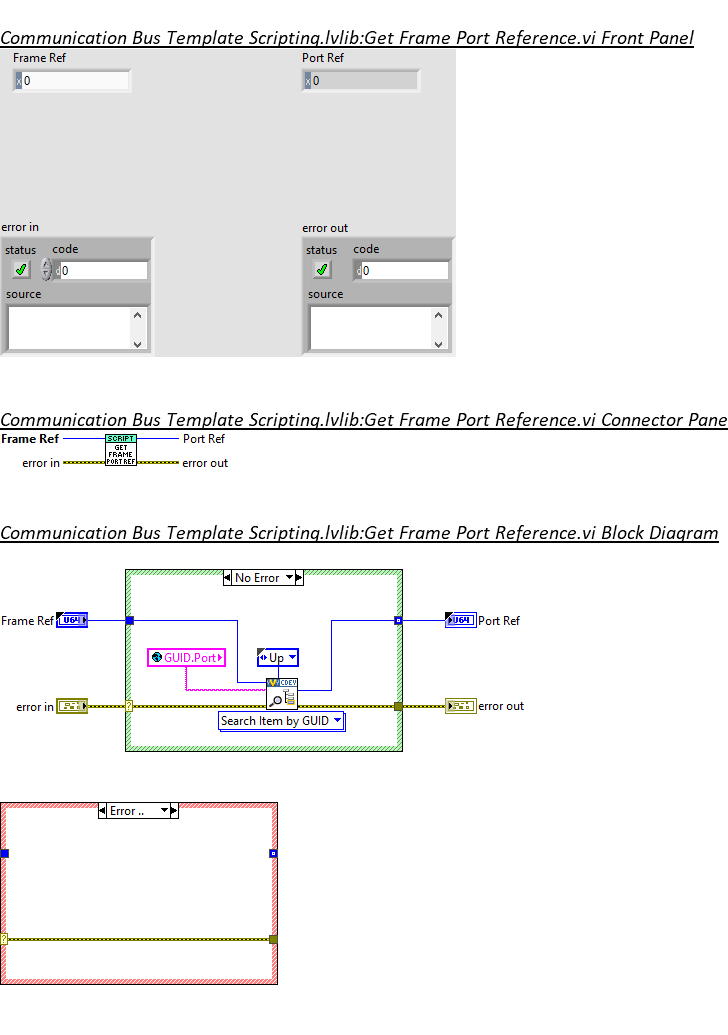 Communication Bus Template Scripting.lvlib:Get Frame Port Reference.vi Front Panel
Frame Ref
Port Ref
x 0
x 0
error in
error out
status code
status code
d 0
d 0
source
source
Communication Bus Template Scripting.lvlib:Get Frame Port Reference.vi Connector Pane
Frame Ref
SCRIPT
GET
FRAME
PORT REF
Port Ref
error in
error out
Communication Bus Template Scripting.lvlib:Get Frame Port Reference.vi Block Diagram
No Error
Frame Ref
U64
U64
Port Ref
GUID.Port
Up
CDEV
error in
?
error out
Search Item by GUID
Error ..
?